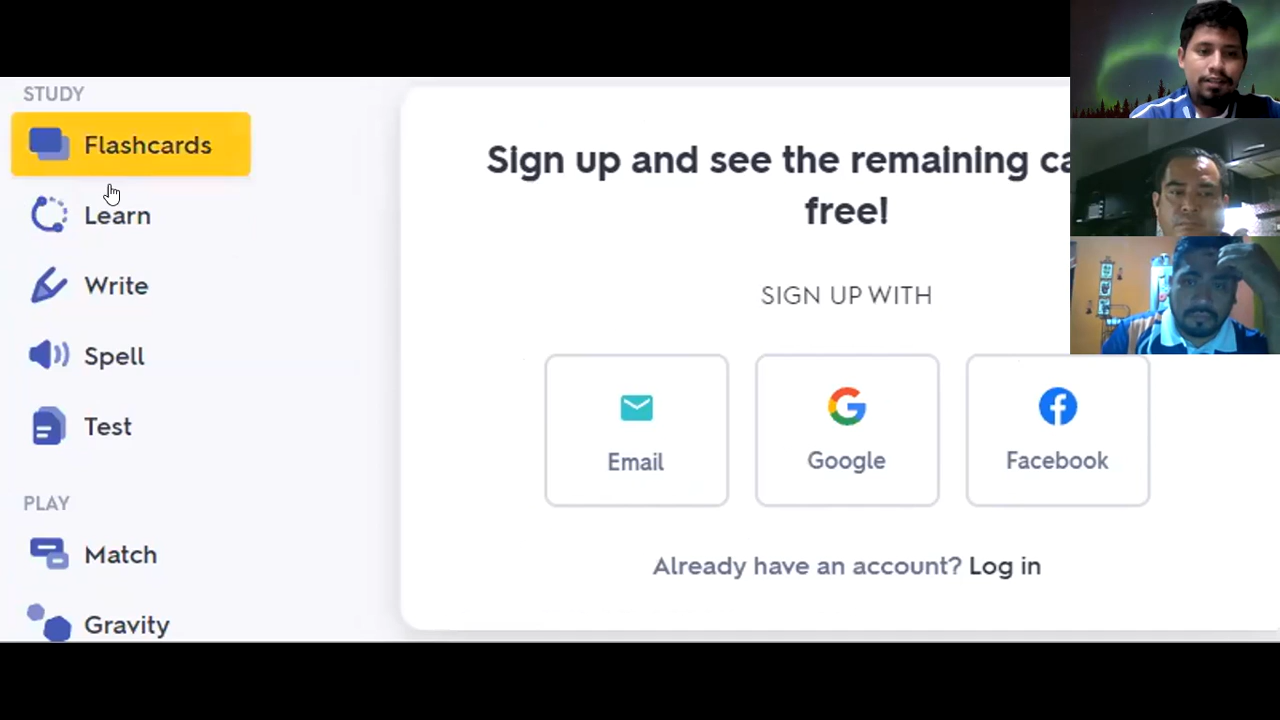 STUDY
Flashcards
Learn
Write
Spell
Test
PLAY
Match
Gravity
Sign up and see the remaining
free!
SIGN UP WITH
Email
Google
Facebook
Already have an account? Log in